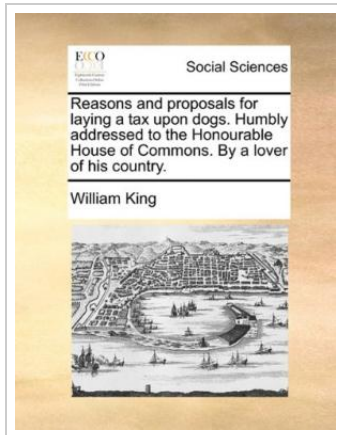 ECCO
Social Sciences
Reasons and proposals for
laying a tax upon dogs. Humbly
addressed to the Honourable
House of Commons. By a lover
of his country.
William King